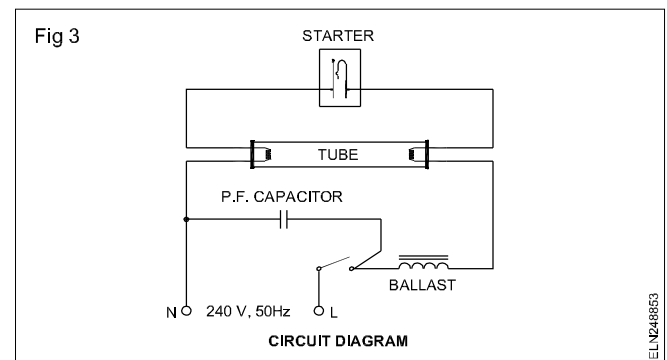 Fig 3
STARTER
TUBE
P.F. CAPACITOR
BALLAST
N 240 V, 50Hz L
CIRCUIT DIAGRAM
ELN248853